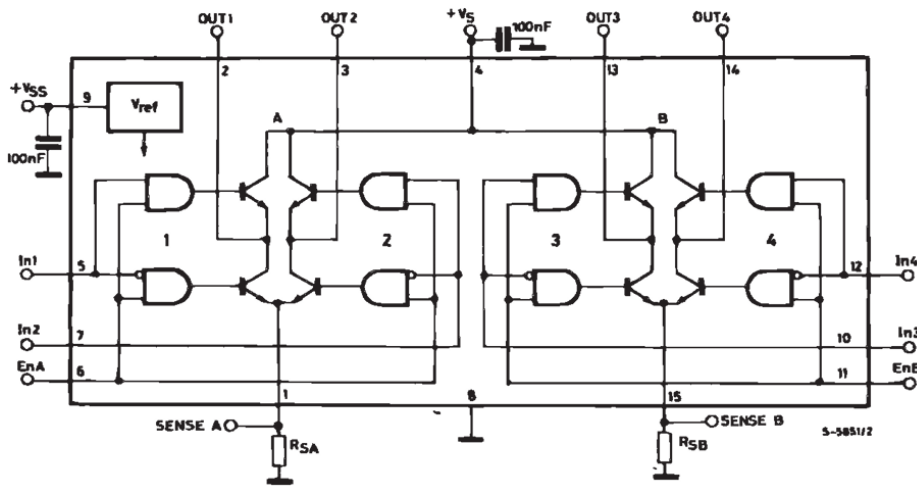 OUT1
OUT2
+VS
100nF
OUT3
OUT4
2
3
4
13
14
+VSS
9
Vref
A
B
100nF
1
2
3
4
In1
5
12
In4
In2
7
10
In3
EnA
6
11
EnB
1
8
15
SENSE A
SENSE B
S-5851/2
RSA
RSB